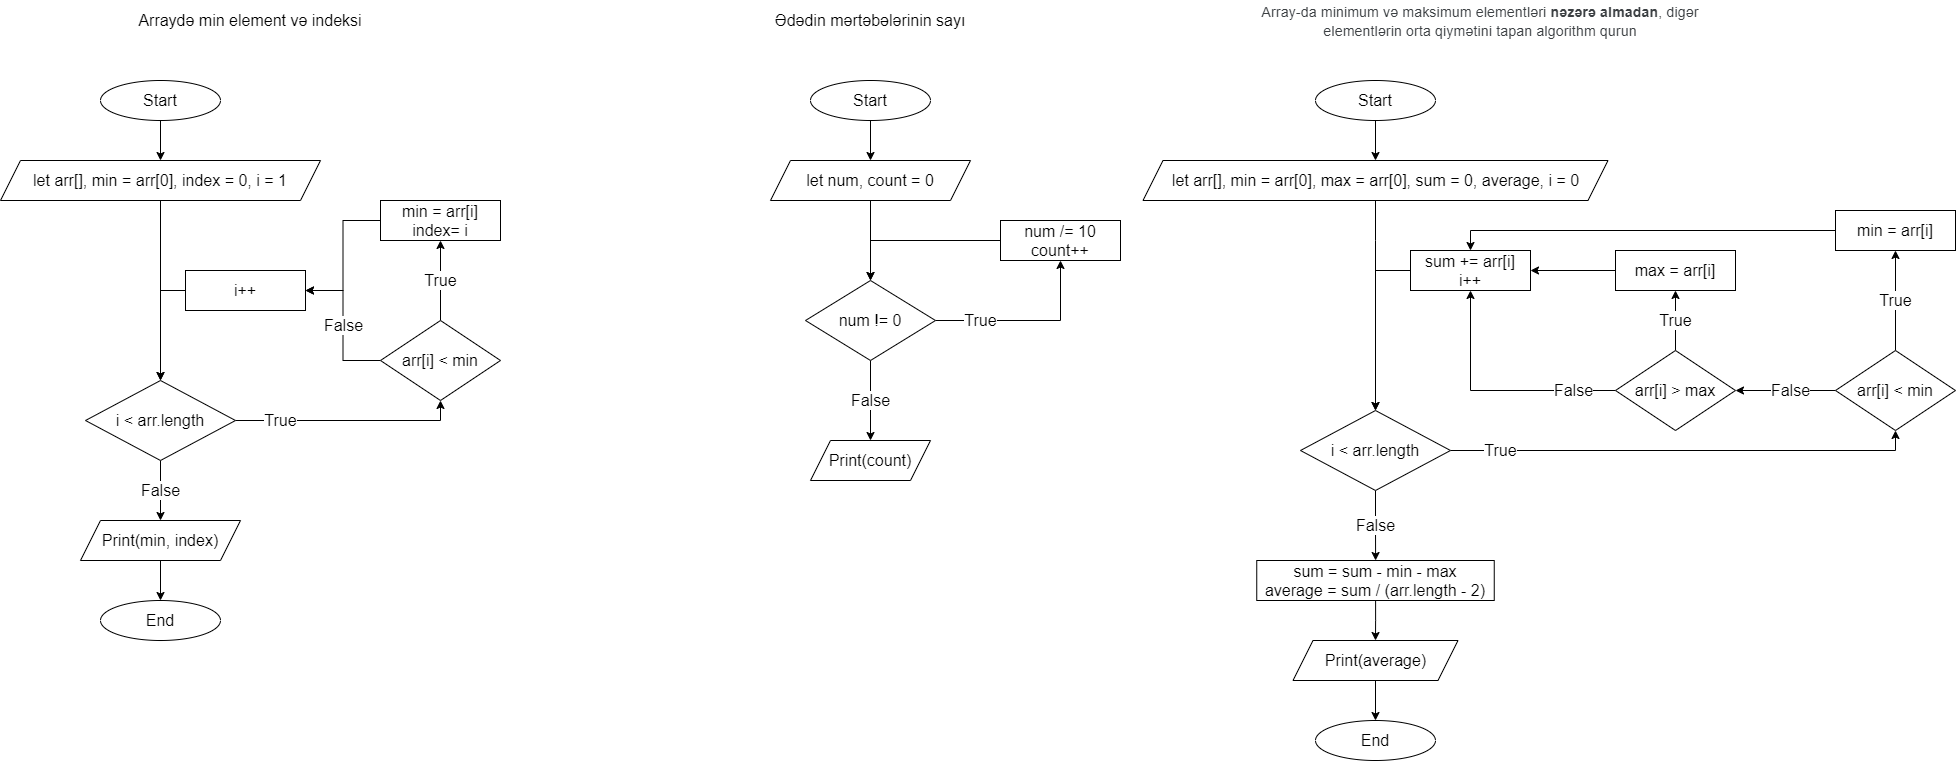 Arraydə min element və indeksi
Start
let arr[], min = arr[0], index = 0, i = 1
min = arr[i]
index= i
i++
True
False
arr[i] < min
i < arr.length
True
False
Print(min, index)
End
Ədədin mərtəbələrinin sayı
Start
let num, count = 0
num /= 10
count++
num != 0
True
False
Print(count)
Array-da minimum və maksimum elementləri nəzərə almadan, digər
elementlərin orta qiymətini tapan algorithm qurun
Start
let arr[], min = arr[0], max = arr[0], sum = 0, average, i = 0
min = arr[i]
sum += arr[i]
i++
max = arr[i]
True
True
False
arr[i] > max
False
arr[i] < min
i < arr.length
True
False
sum = sum - min - max
average = sum / (arr.length - 2)
Print(average)
End